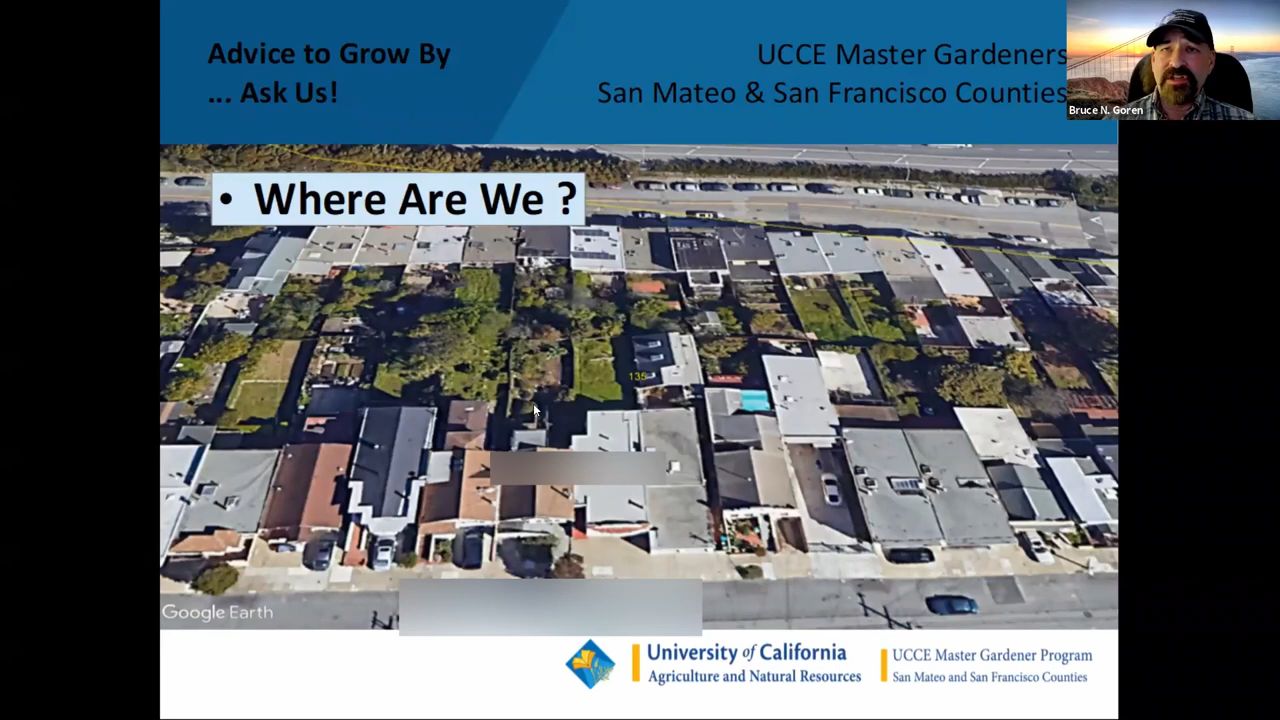 Advice to Grow By
... Ask Us!
UCCE Master Gardeners
San Mateo & San Francisco Counties
Bruce N. Goren
• Where Are We ?
135
Google Earth
University of California
Agriculture and Natural Resources
UCCE Master Gardener Program
San Mateo and San Francisco Counties